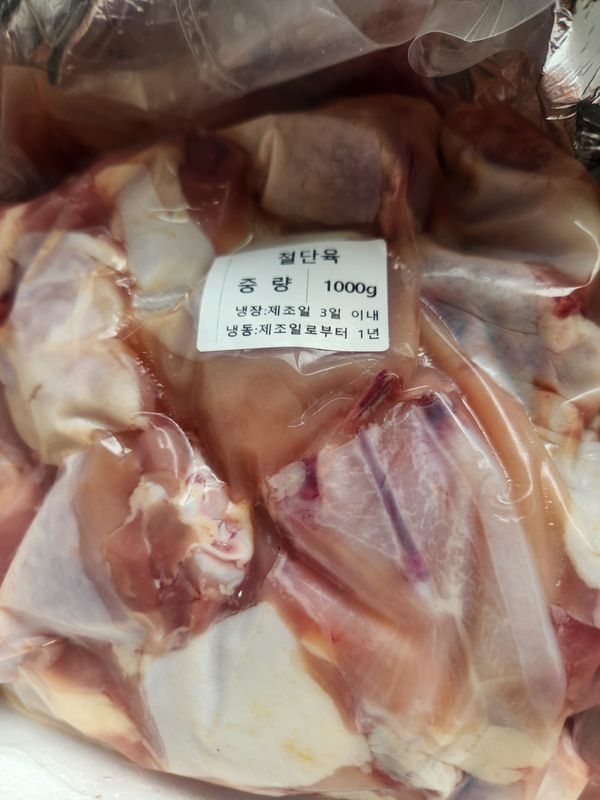 절단육
중 량 1000g
냉장:제조일 3일 이내
냉동:제조일로부터 1년